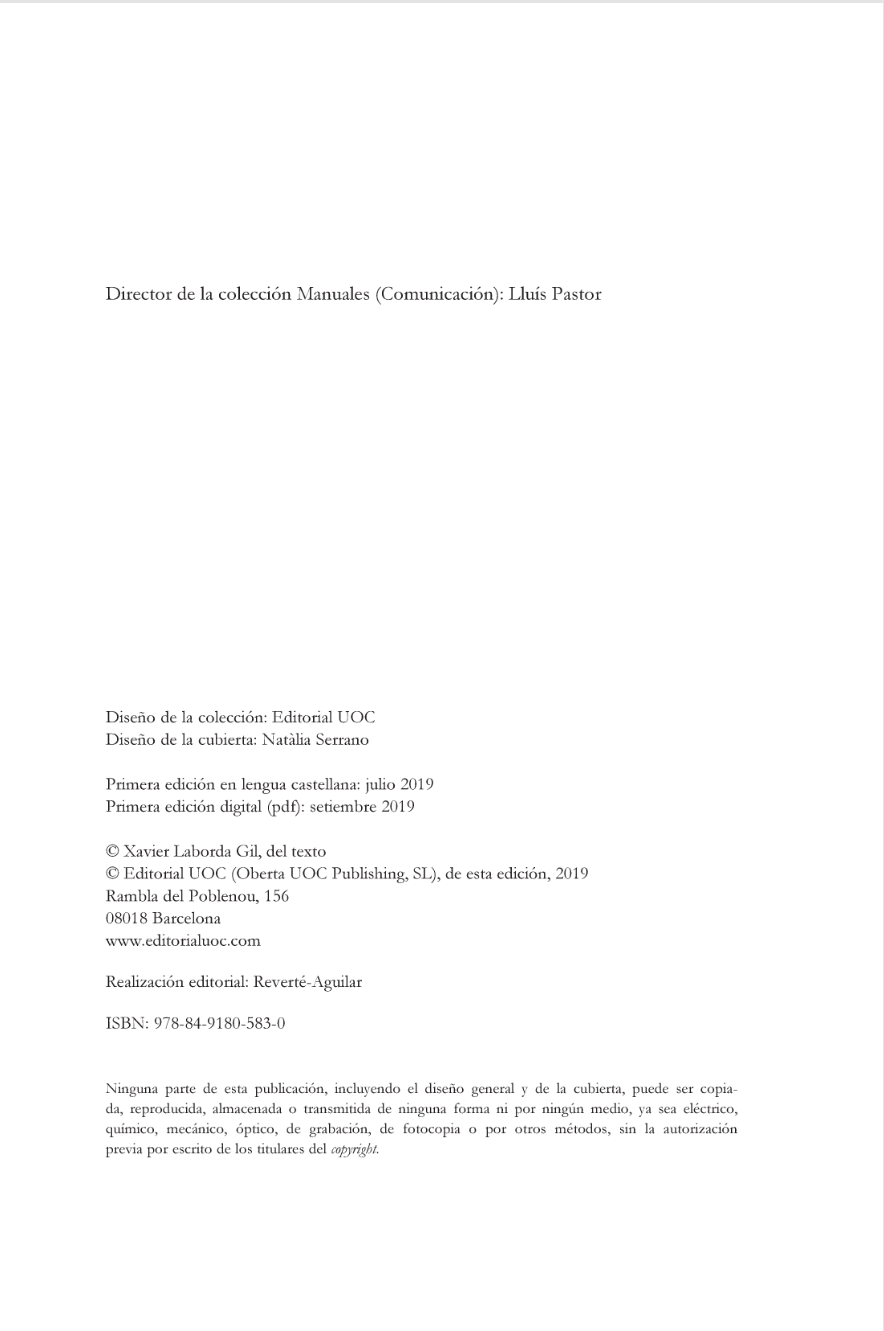 Director de la colección Manuales (Comunicación): Lluís Pastor
Diseño de la colección: Editorial UOC
Diseño de la cubierta: Natàlia Serrano
Primera edición en lengua castellana: julio 2019
Primera edición digital (pdf): setiembre 2019
© Xavier Laborda Gil, del texto
© Editorial UOC (Oberta UOC Publishing, SL), de esta edición, 2019
Rambla del Poblenou, 156
08018 Barcelona
www.editorialuoc.com
Realización editorial: Reverté-Aguilar
ISBN: 978-84-9180-583-0
Ninguna parte de esta publicación, incluyendo el diseño general y de la cubierta, puede ser copia-
da, reproducida, almacenada o transmitida de ninguna forma ni por ningún medio, ya sea eléctrico,
químico, mecánico, óptico, de grabación, de fotocopia o por otros métodos, sin la autorización
previa por escrito de los titulares del copyright.